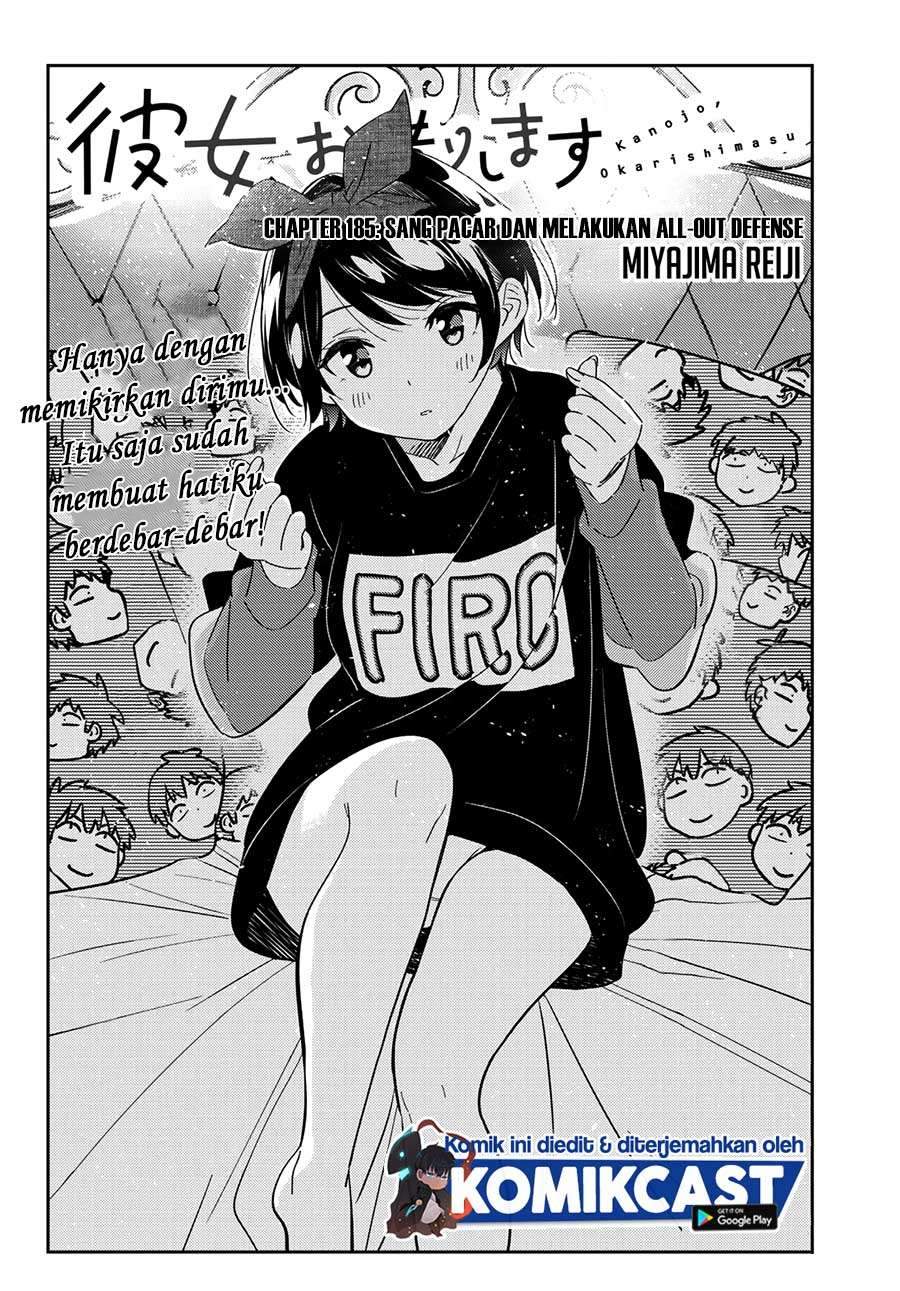 彼女お借りします
Kanojo,
Okarishimasu
CHAPTER 185: SANG PACAR DAN MELAKUKAN ALL-OUT DEFENSE
MIYAJIMA REIJI
Hanya dengan
memikirkan dirimu...
Itu saja sudah
membuat hatiku
berdebar-debar!
FIRO
Komik ini diedit & diterjemahkan oleh
KOMIKCAST
GET IT ON
Google Play